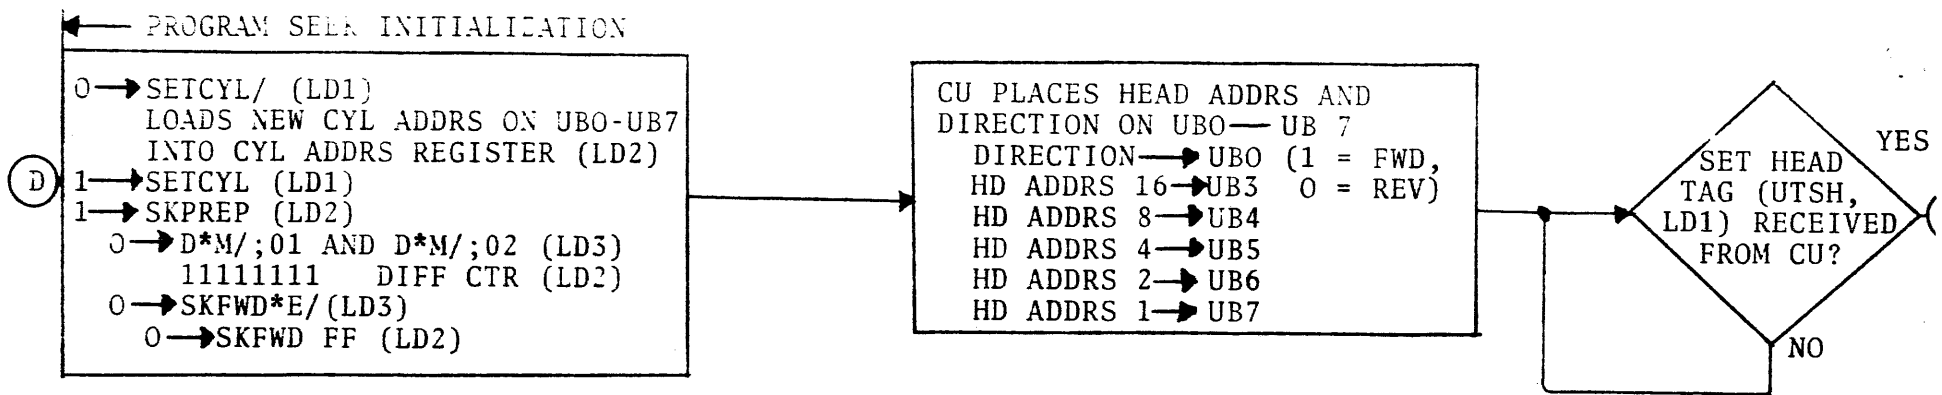 ← PROGRAM SEEK INITIALIZATION
D
0→SETCYL/ (LD1)
LOADS NEW CYL ADDRS ON UB0-UB7
INTO CYL ADDRS REGISTER (LD2)
1→SETCYL (LD1)
1→SKPREP (LD2)
0→D*M/;01 AND D*M/;02 (LD3)
11111111 DIFF CTR (LD2)
0→SKFWD*E/(LD3)
0→SKFWD FF (LD2)
CU PLACES HEAD ADDRS AND
DIRECTION ON UB0— UB 7
DIRECTION→UB0 (1 = FWD,
HD ADDRS 16→UB3 0 = REV)
HD ADDRS 8→UB4
HD ADDRS 4→UB5
HD ADDRS 2→UB6
HD ADDRS 1→UB7
SET HEAD
TAG (UTSH,
LD1) RECEIVED
FROM CU?
YES
NO